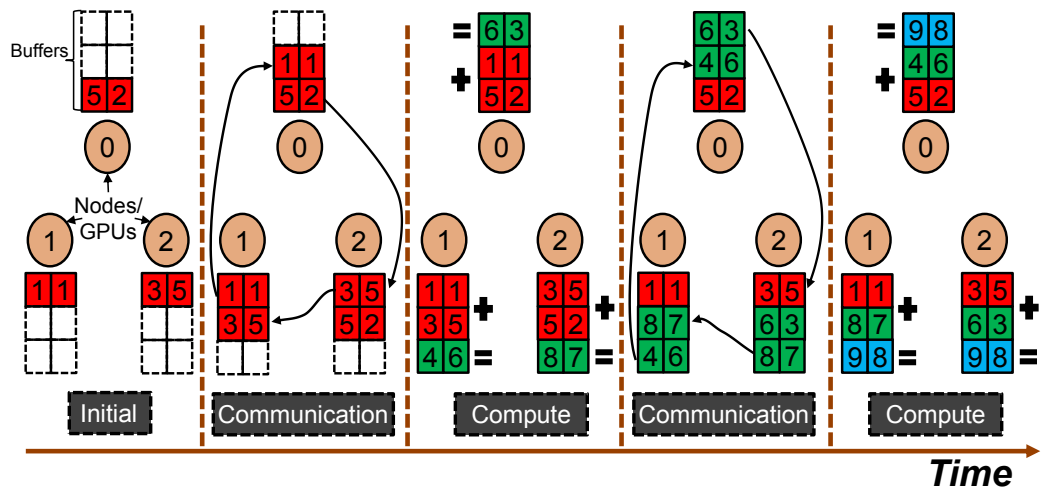 Buffers
5 2
0
Nodes/
GPUs
1
2
1 1
3 5
Initial
1 1
5 2
0
1
2
1 1
3 5
3 5
5 2
Communication
= 6 3
+ 1 1
5 2
0
1
2
1 1
3 5 +
4 6 =
3 5
5 2 +
8 7 =
Compute
6 3
4 6
5 2
0
1
2
1 1
8 7
4 6
3 5
6 3
8 7
Communication
= 9 8
+ 4 6
5 2
0
1
2
1 1
8 7 +
9 8 =
3 5
6 3 +
9 8 =
Compute
Time